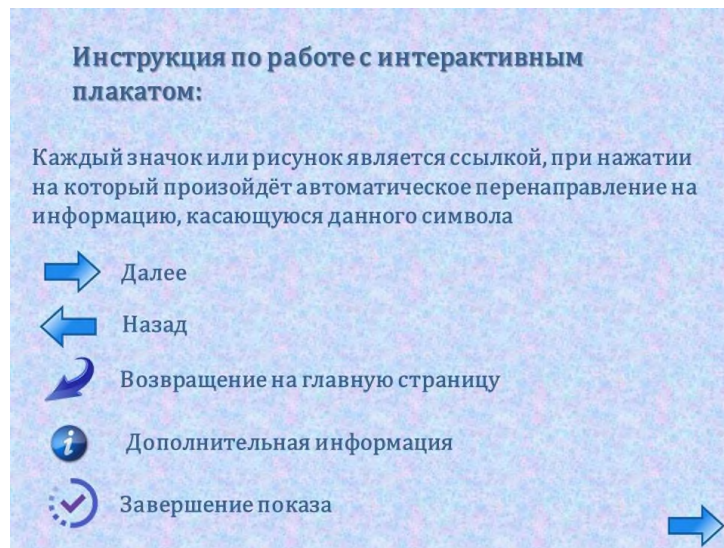 Инструкция по работе с интерактивным
плакатом:
Каждый значок или рисунок является ссылкой, при нажатии
на который произойдёт автоматическое перенаправление на
информацию, касающуюся данного символа
Далее
Назад
Возвращение на главную страницу
i
Дополнительная информация
Завершение показа